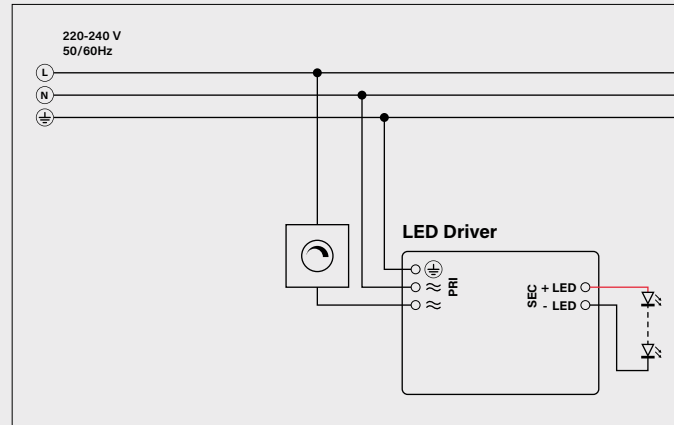 220-240 V
50/60Hz
L
N
LED Driver
PRI
SEC
+ LED
- LED